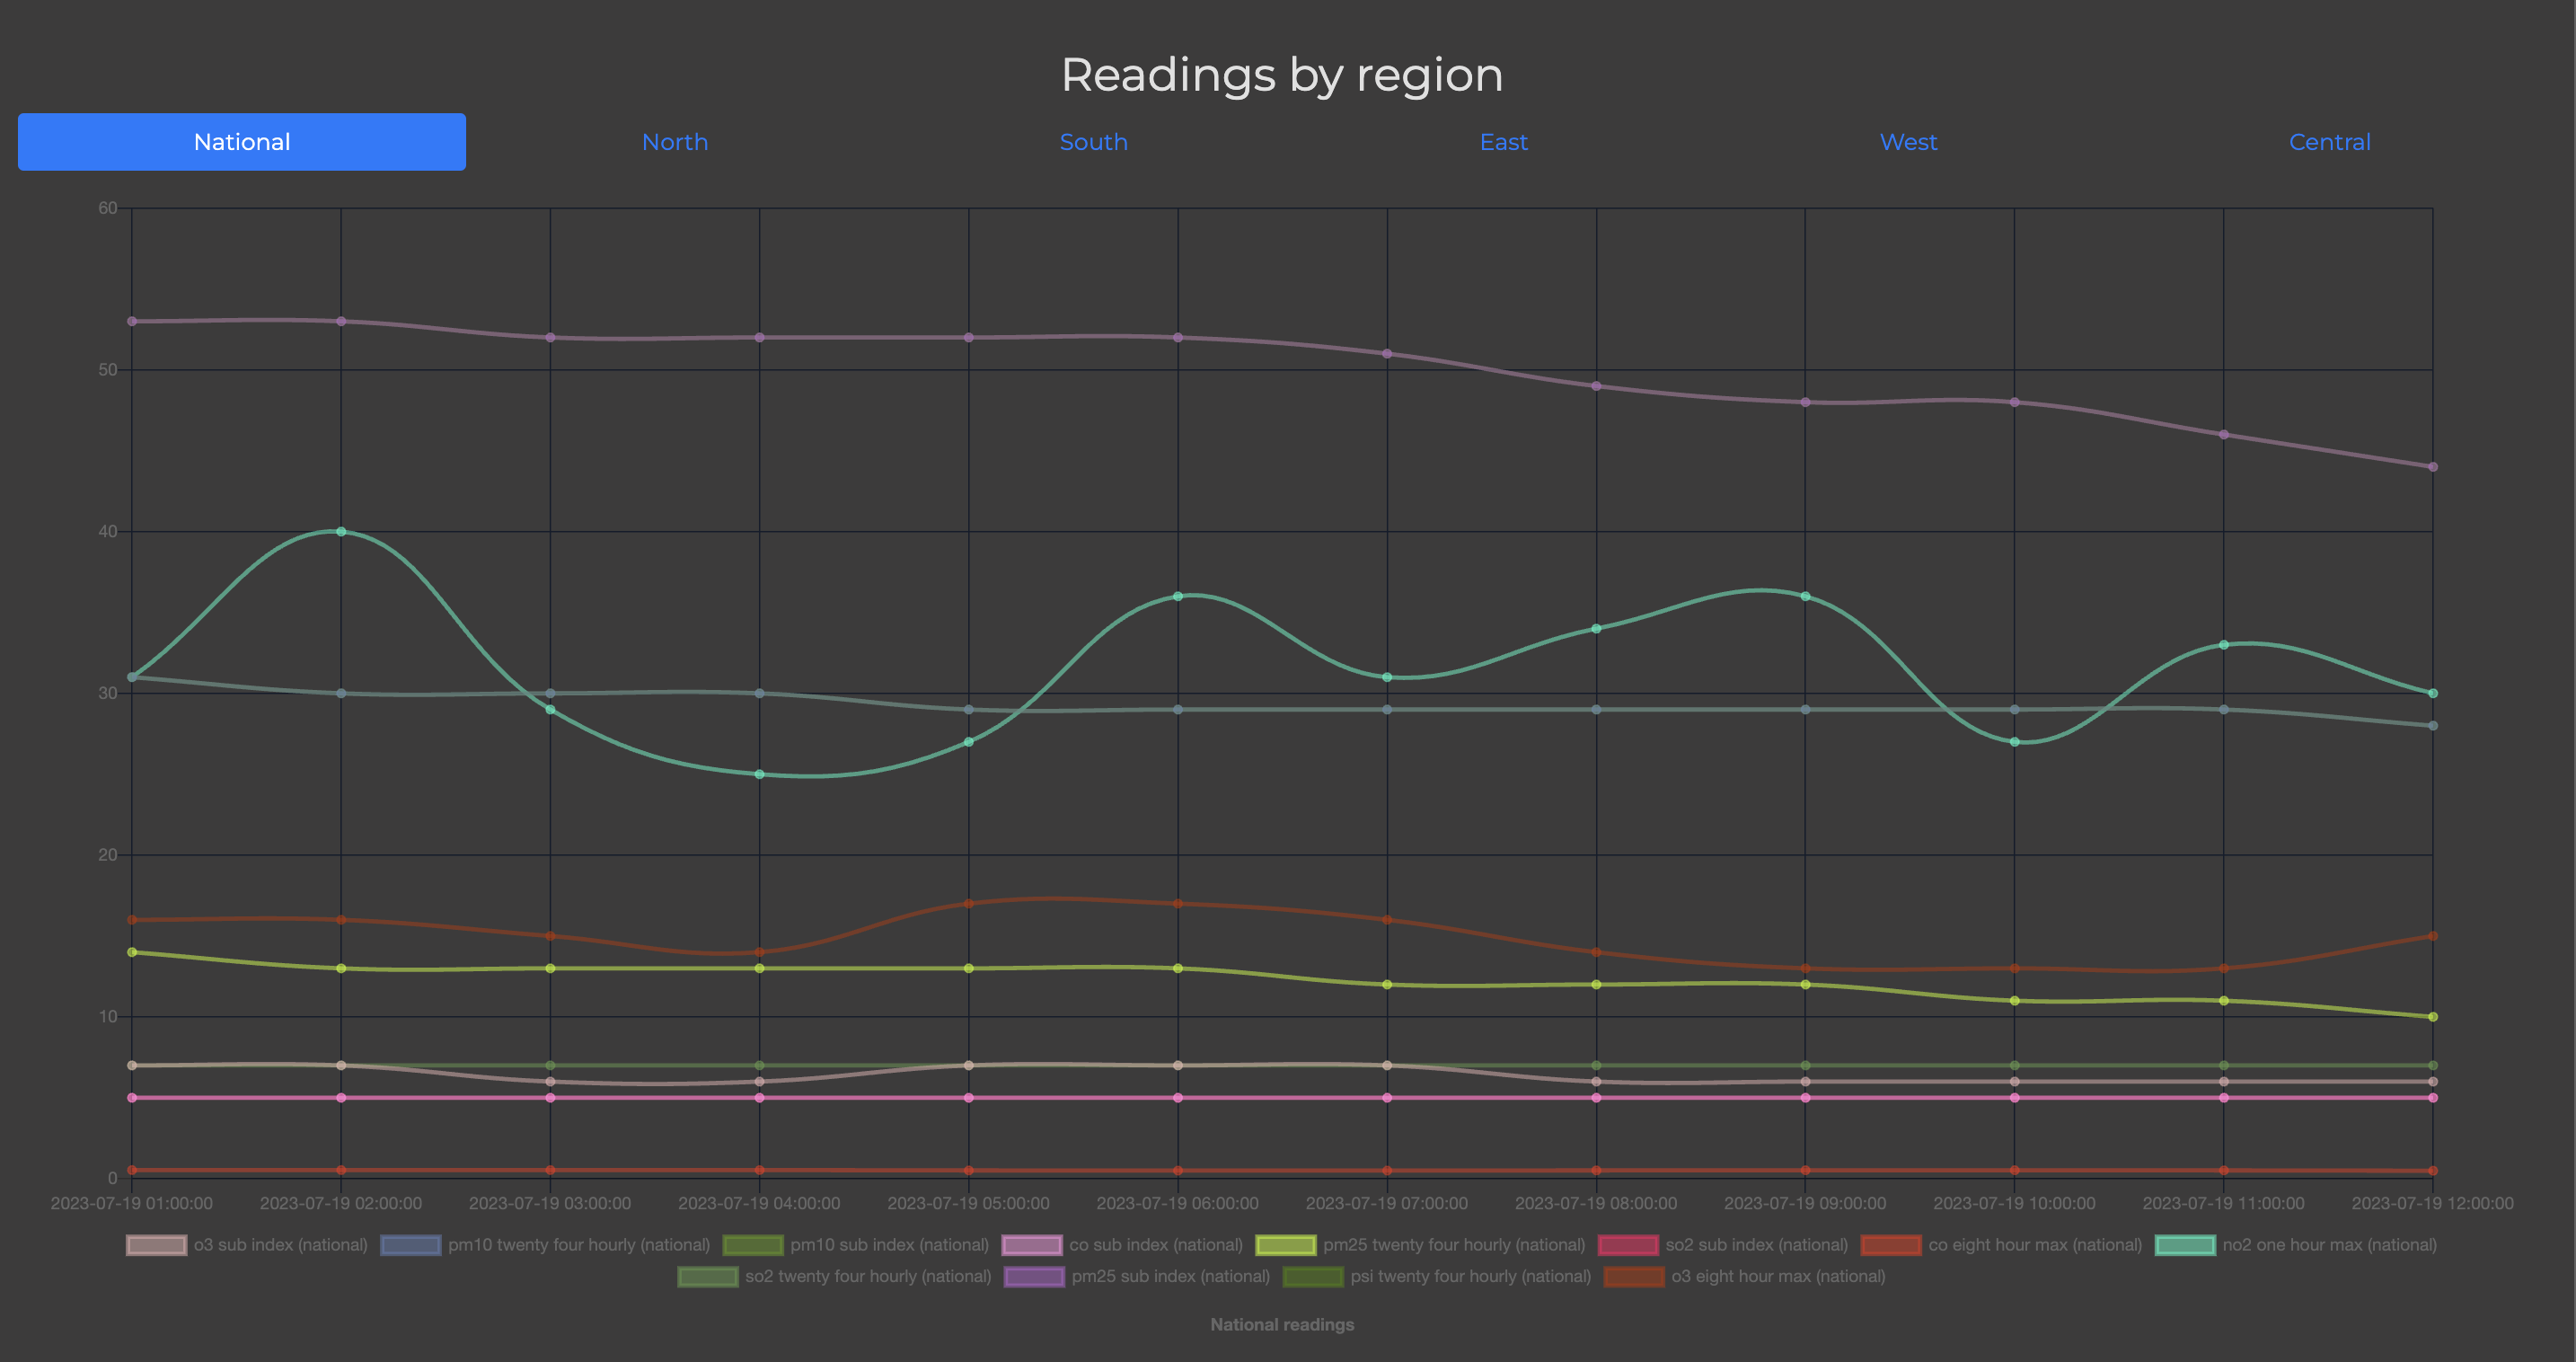 Readings by region
National North South East West Central
60
50
40
30
20
10
0
2023-07-19 01:00:00 2023-07-19 02:00:00 2023-07-19 03:00:00 2023-07-19 04:00:00 2023-07-19 05:00:00 2023-07-19 06:00:00 2023-07-19 07:00:00 2023-07-19 08:00:00 2023-07-19 09:00:00 2023-07-19 10:00:00 2023-07-19 11:00:00 2023-07-19 12:00:00
o3 sub index (national) pm10 twenty four hourly (national) pm10 sub index (national) co sub index (national) pm25 twenty four hourly (national) so2 sub index (national) co eight hour max (national) no2 one hour max (national)
so2 twenty four hourly (national) pm25 sub index (national) psi twenty four hourly (national) o3 eight hour max (national)
National readings